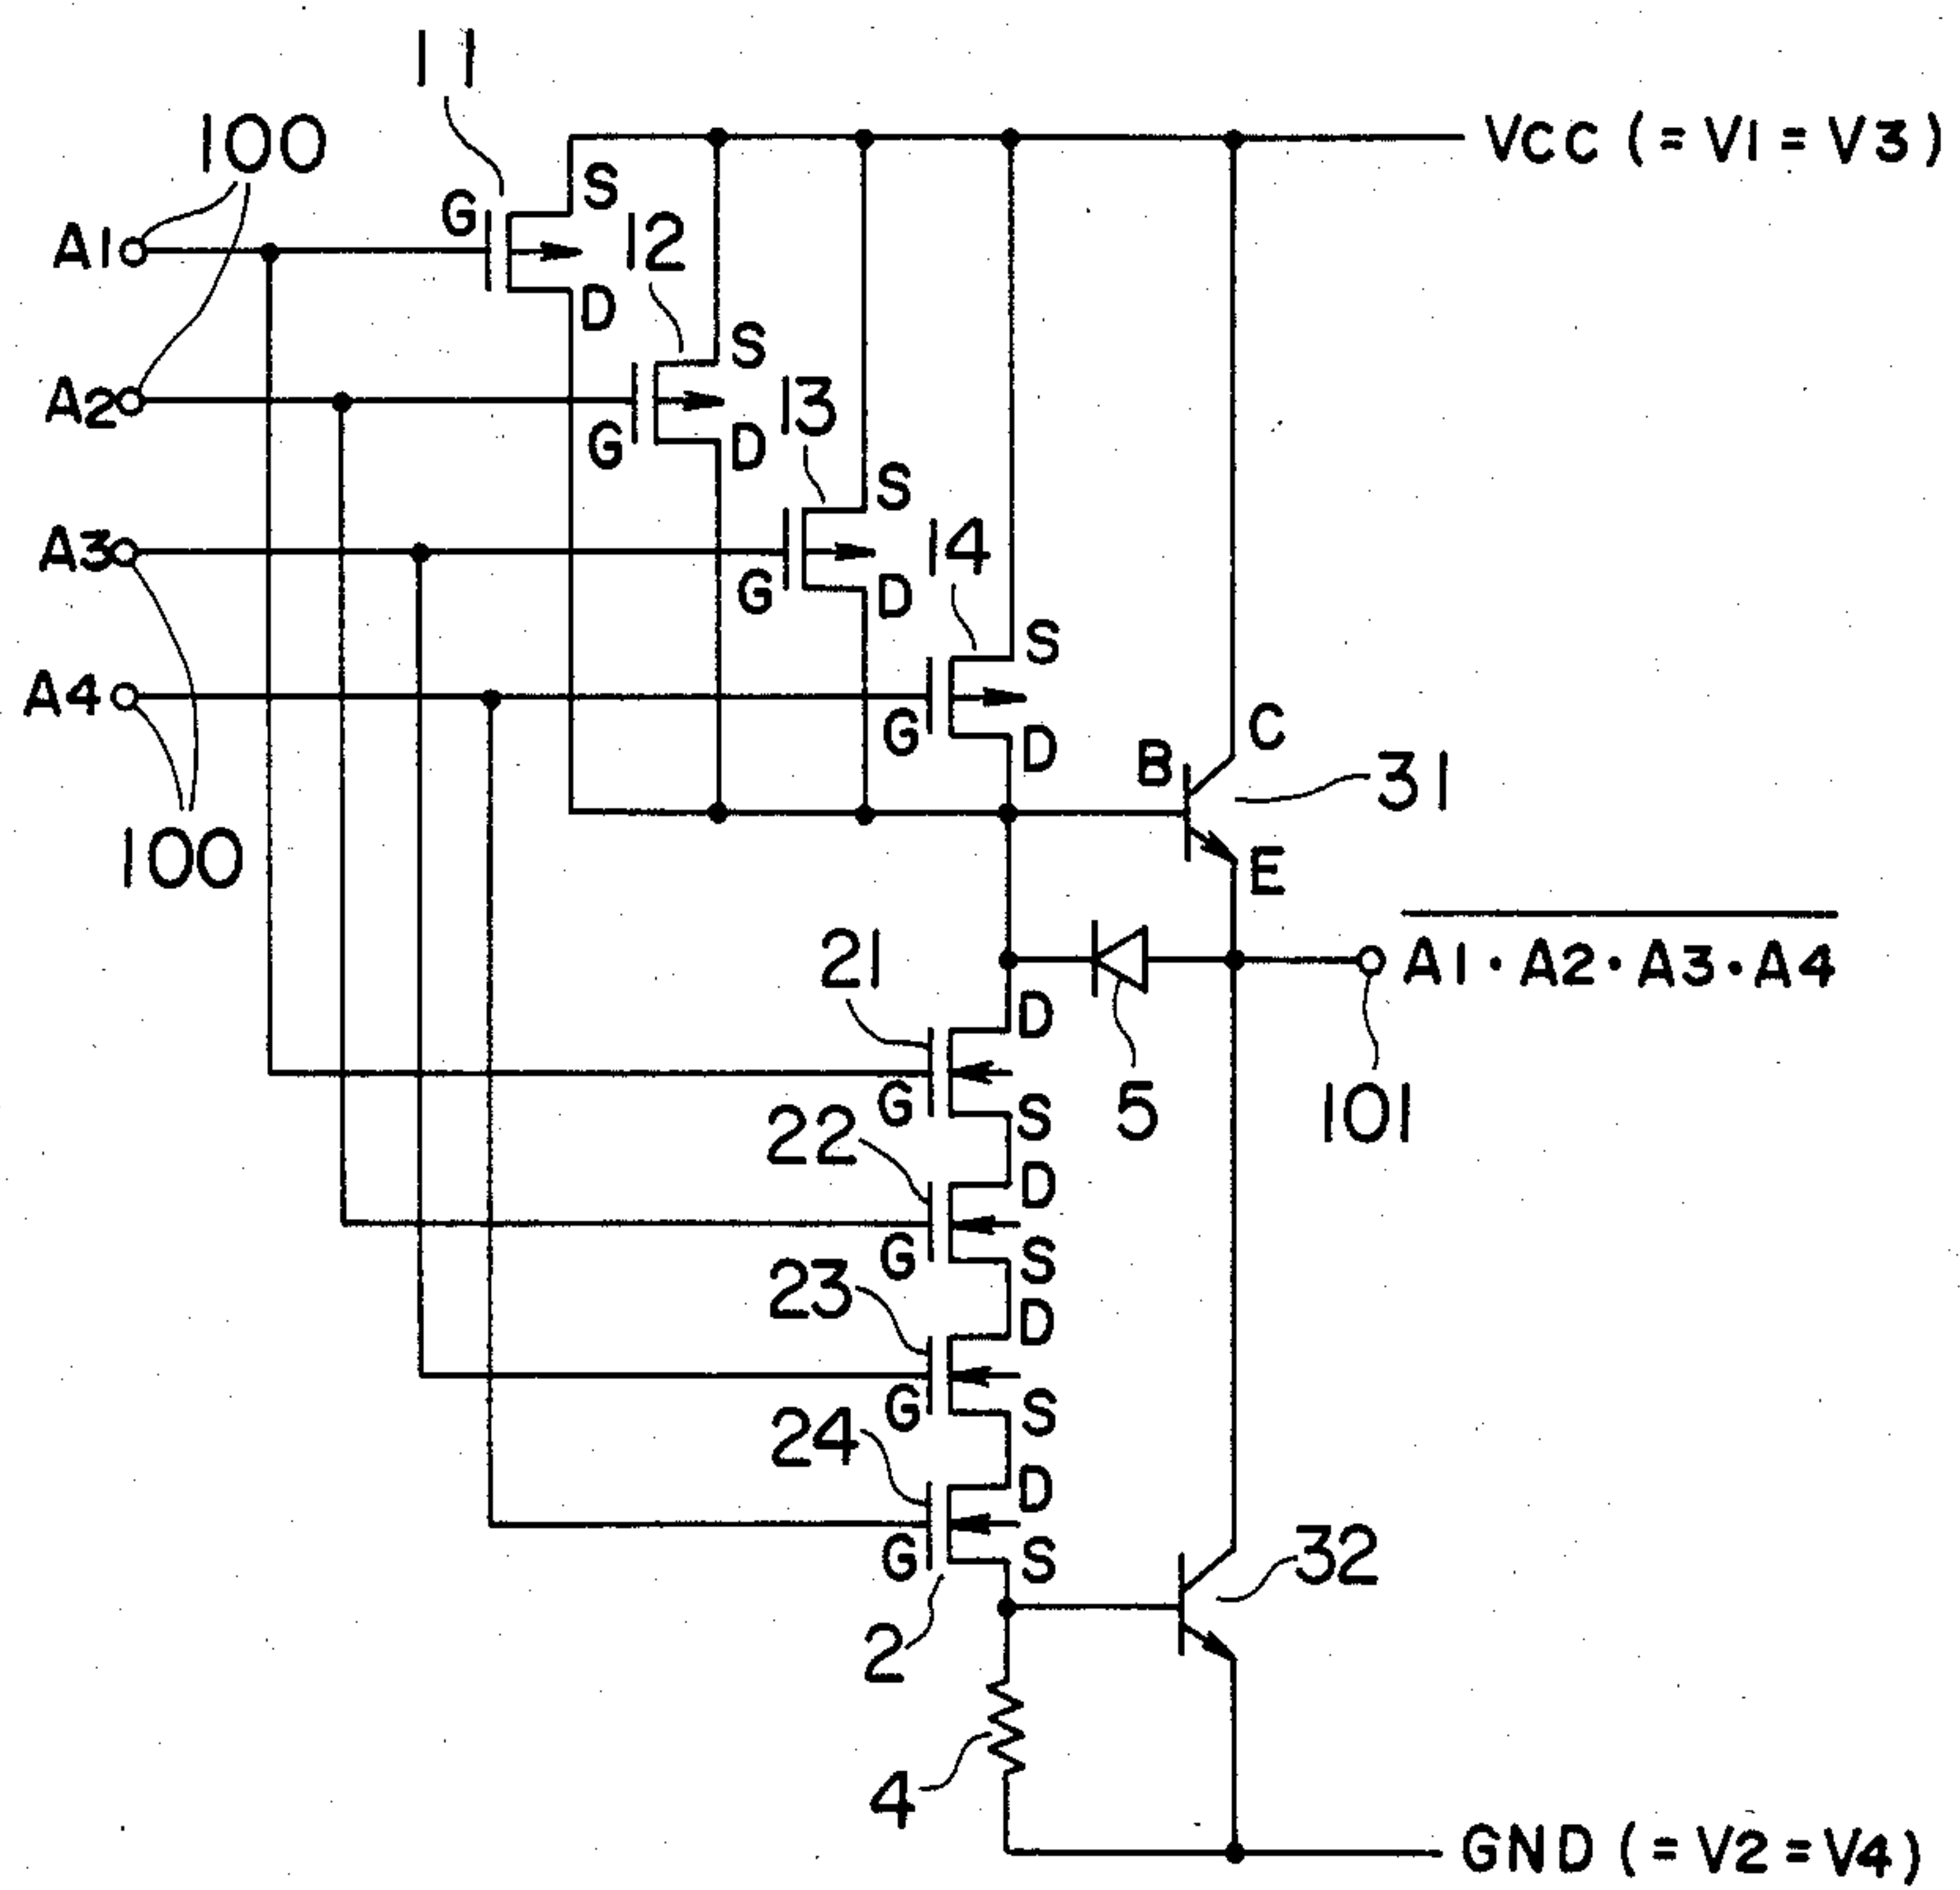 11
100
VCC (= V1 = V3)
S
G
12
A1
D
S
13
A2
G
D
S
14
A3
G
D
S
A4
G
D
C
B
31
100
E
21
A1·A2·A3·A4
D
G
S
5
101
22
D
G
S
23
D
G
S
24
D
G
S
32
2
4
GND (= V2 = V4)